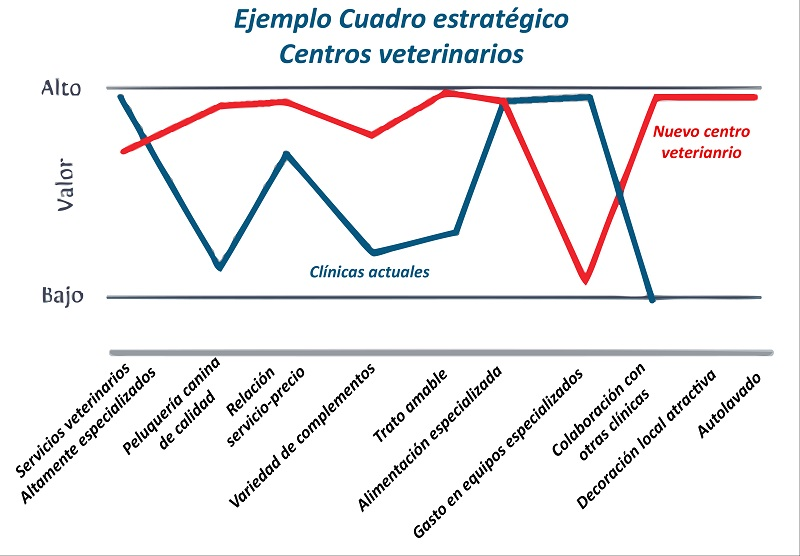 Ejemplo Cuadro estratégico
Centros veterinarios
Alto
Valor
Bajo
Nuevo centro
veterianrio
Clínicas actuales
Servicios veterinarios
Altamente especializados
Peluquería canina
de calidad
Relación
servicio-precio
Variedad de complementos
Trato amable
Alimentación especializada
Gasto en equipos especializados
Colaboración con
otras clínicas
Decoración local atractiva
Autolavado